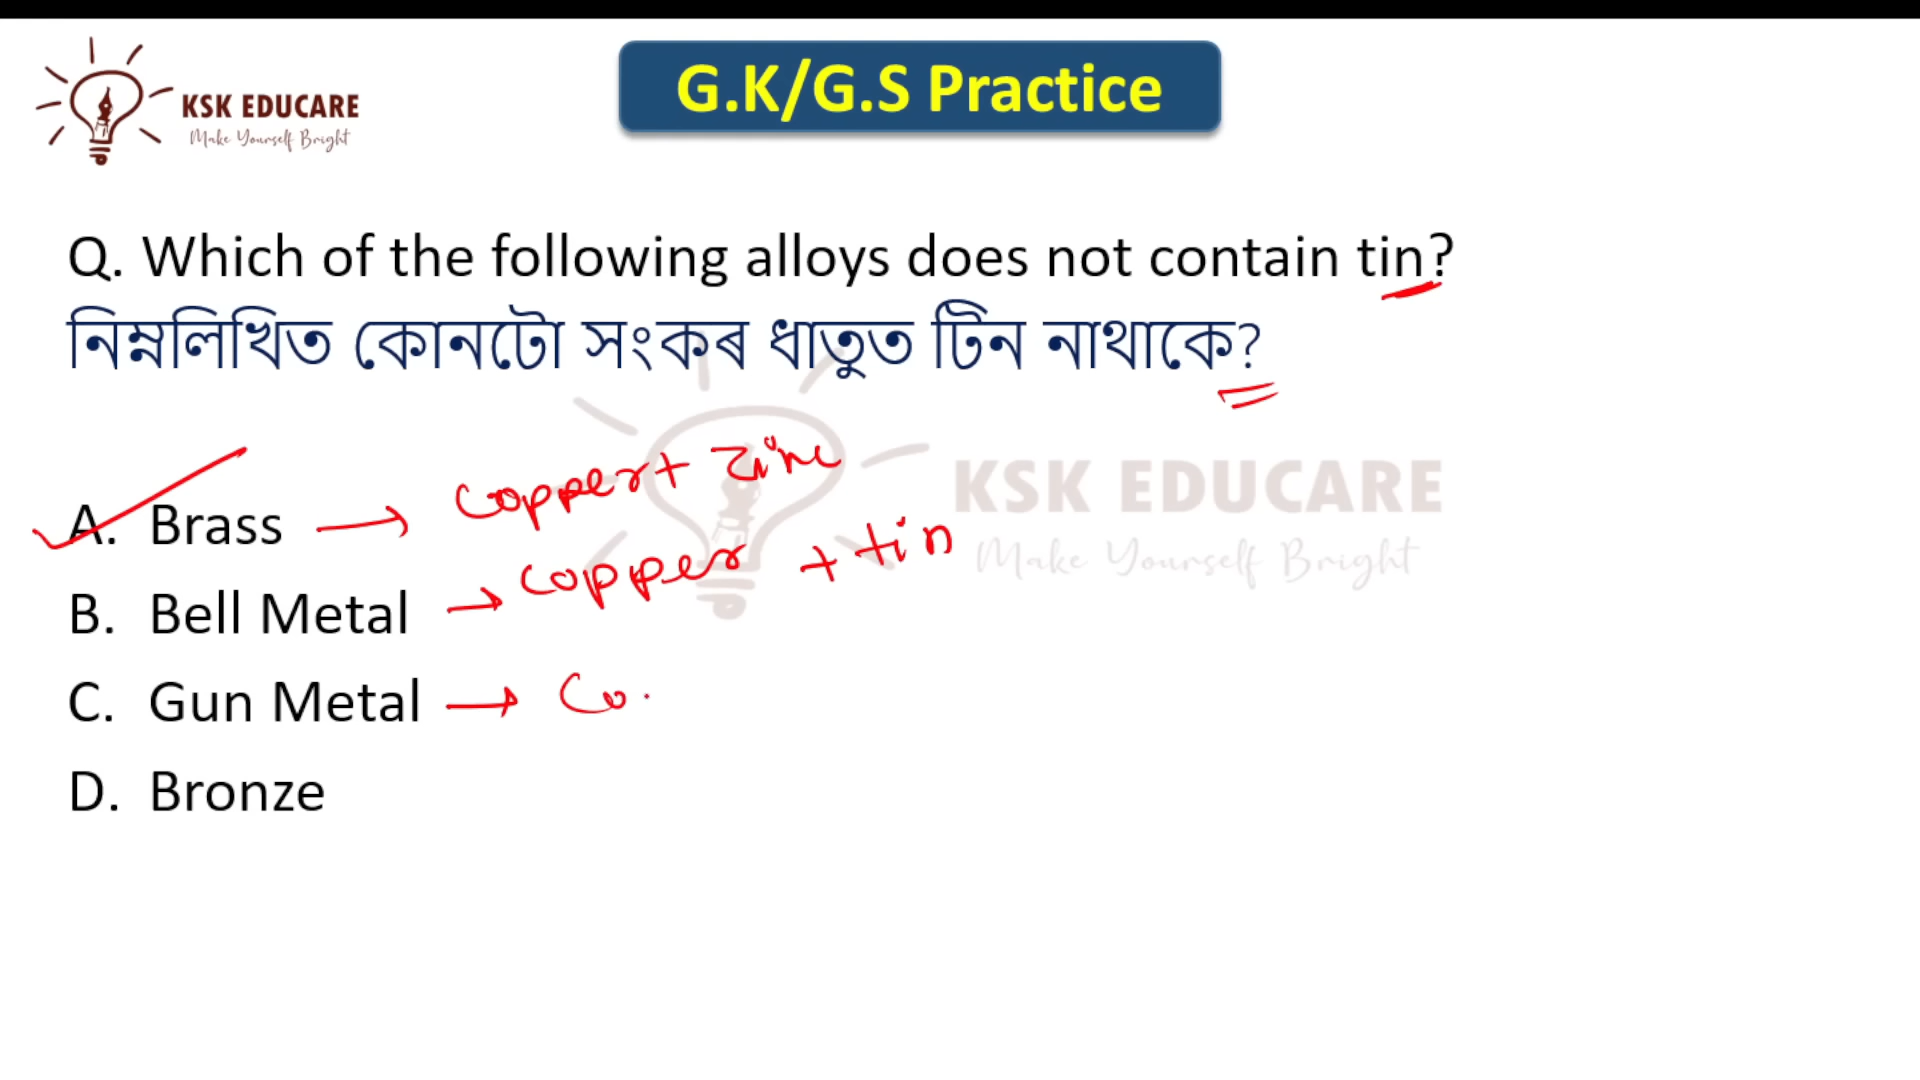 KSK EDUCARE
Make Yourself Bright
G.K/G.S Practice
Q. Which of the following alloys does not contain tin?
নিম্নলিখিত কোনটো সংকৰ ধাতুত টিন নাথাকে?
KSK EDUCARE
Make Yourself Bright
A. Brass → copper + zinc
B. Bell Metal → copper + tin
C. Gun Metal → Co
D. Bronze